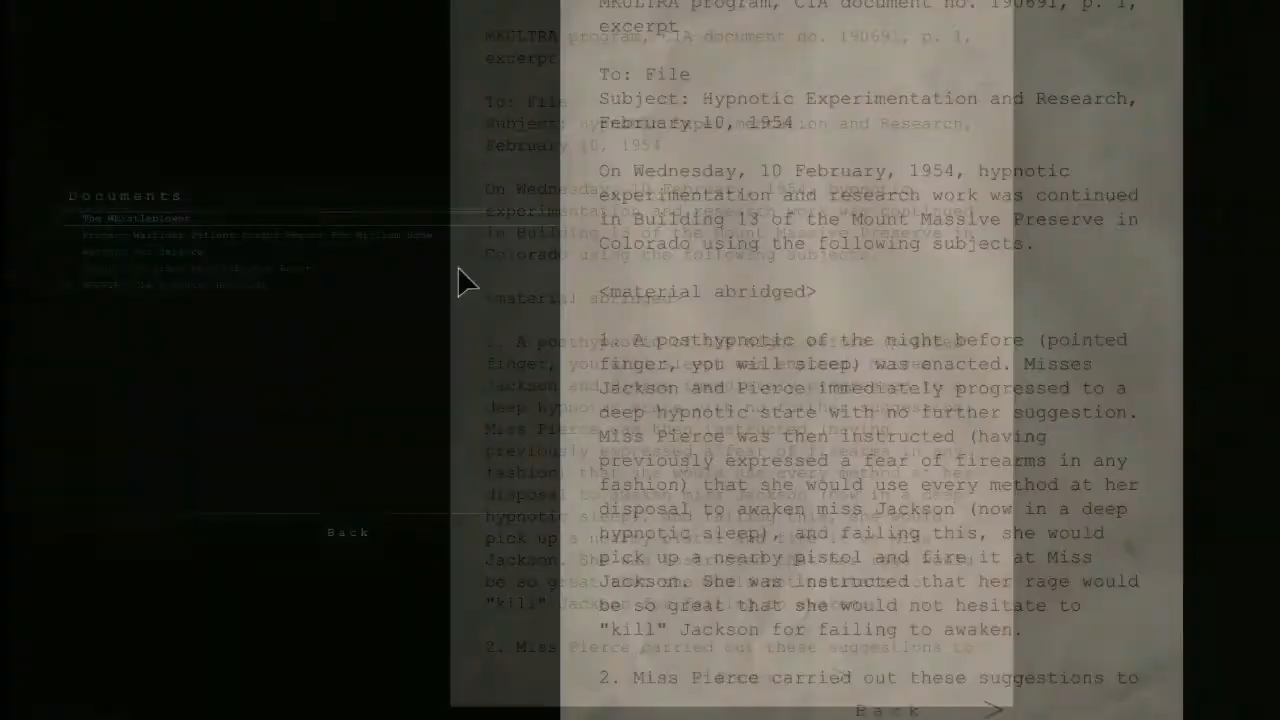 Documents
The Whistleblower
Back
MKULTRA program, CIA document no. 190691, p. 1,
excerpt
To: File
Subject: Hypnotic Experimentation and Research,
February 10, 1954
On Wednesday, 10 February, 1954, hypnotic
experimentation and research work was continued
in Building 13 of the Mount Massive Preserve in
Colorado using the following subjects.
<material abridged>
1. A posthypnotic of the night before (pointed
finger, you will sleep) was enacted. Misses
Jackson and Pierce immediately progressed to a
deep hypnotic state with no further suggestion.
Miss Pierce was then instructed (having
previously expressed a fear of firearms in any
fashion) that she would use every method at her
disposal to awaken miss Jackson (now in a deep
hypnotic sleep), and failing this, she would
pick up a nearby pistol and fire it at Miss
Jackson. She was instructed that her rage would
be so great that she would not hesitate to
"kill" Jackson for failing to awaken.
2. Miss Pierce carried out these suggestions to
Back >